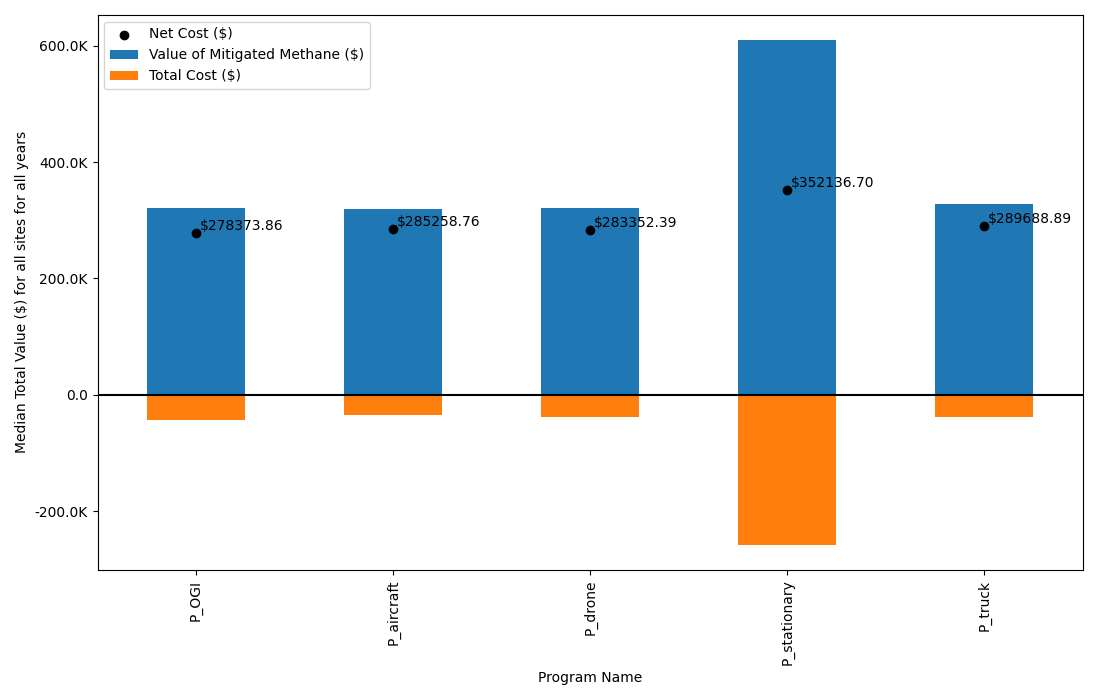 Net Cost ($)
Value of Mitigated Methane ($)
Total Cost ($)
Median Total Value ($) for all sites for all years
600.0K
400.0K
200.0K
0.0
-200.0K
$278373.86
$285258.76
$283352.39
$352136.70
$289688.89
P_OGI
P_aircraft
P_drone
P_stationary
P_truck
Program Name